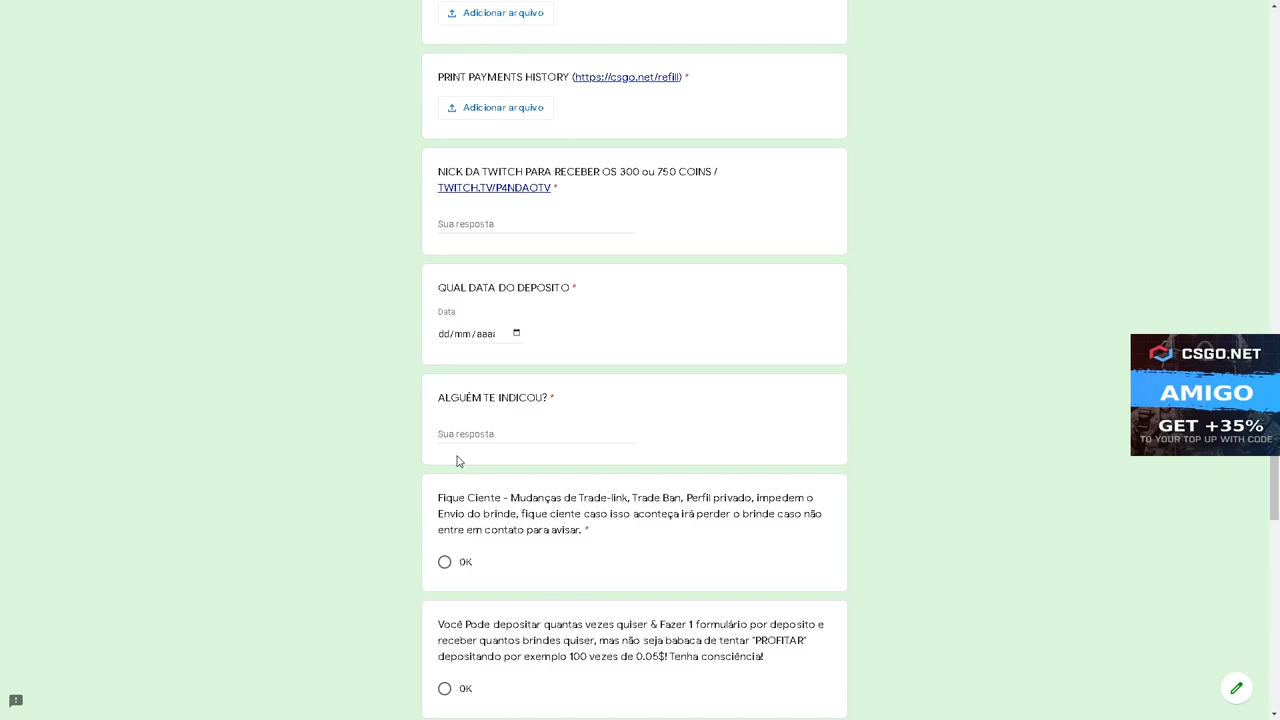 Adicionar arquivo
PRINT PAYMENTS HISTORY (https://csgo.net/refill) *
Adicionar arquivo
NICK DA TWITCH PARA RECEBER OS 300 ou 750 COINS /
TWITCH.TV/P4NDAOTV *
Sua resposta
QUAL DATA DO DEPOSITO *
Data
dd/mm/aaaa
ALGUÉM TE INDICOU? *
Sua resposta
Fique Ciente - Mudanças de Trade-link, Trade Ban, Perfil privado, impedem o
Envio do brinde, fique ciente caso isso aconteça irá perder o brinde caso não
entre em contato para avisar. *
OK
Você Pode depositar quantas vezes quiser & Fazer 1 formulário por deposito e
receber quantos brindes quiser, mas não seja babaca de tentar "PROFITAR"
depositando por exemplo 100 vezes de 0.05$! Tenha consciência!
OK
CSGO.NET
AMIGO
GET +35%
TO YOUR TOP UP WITH CODE